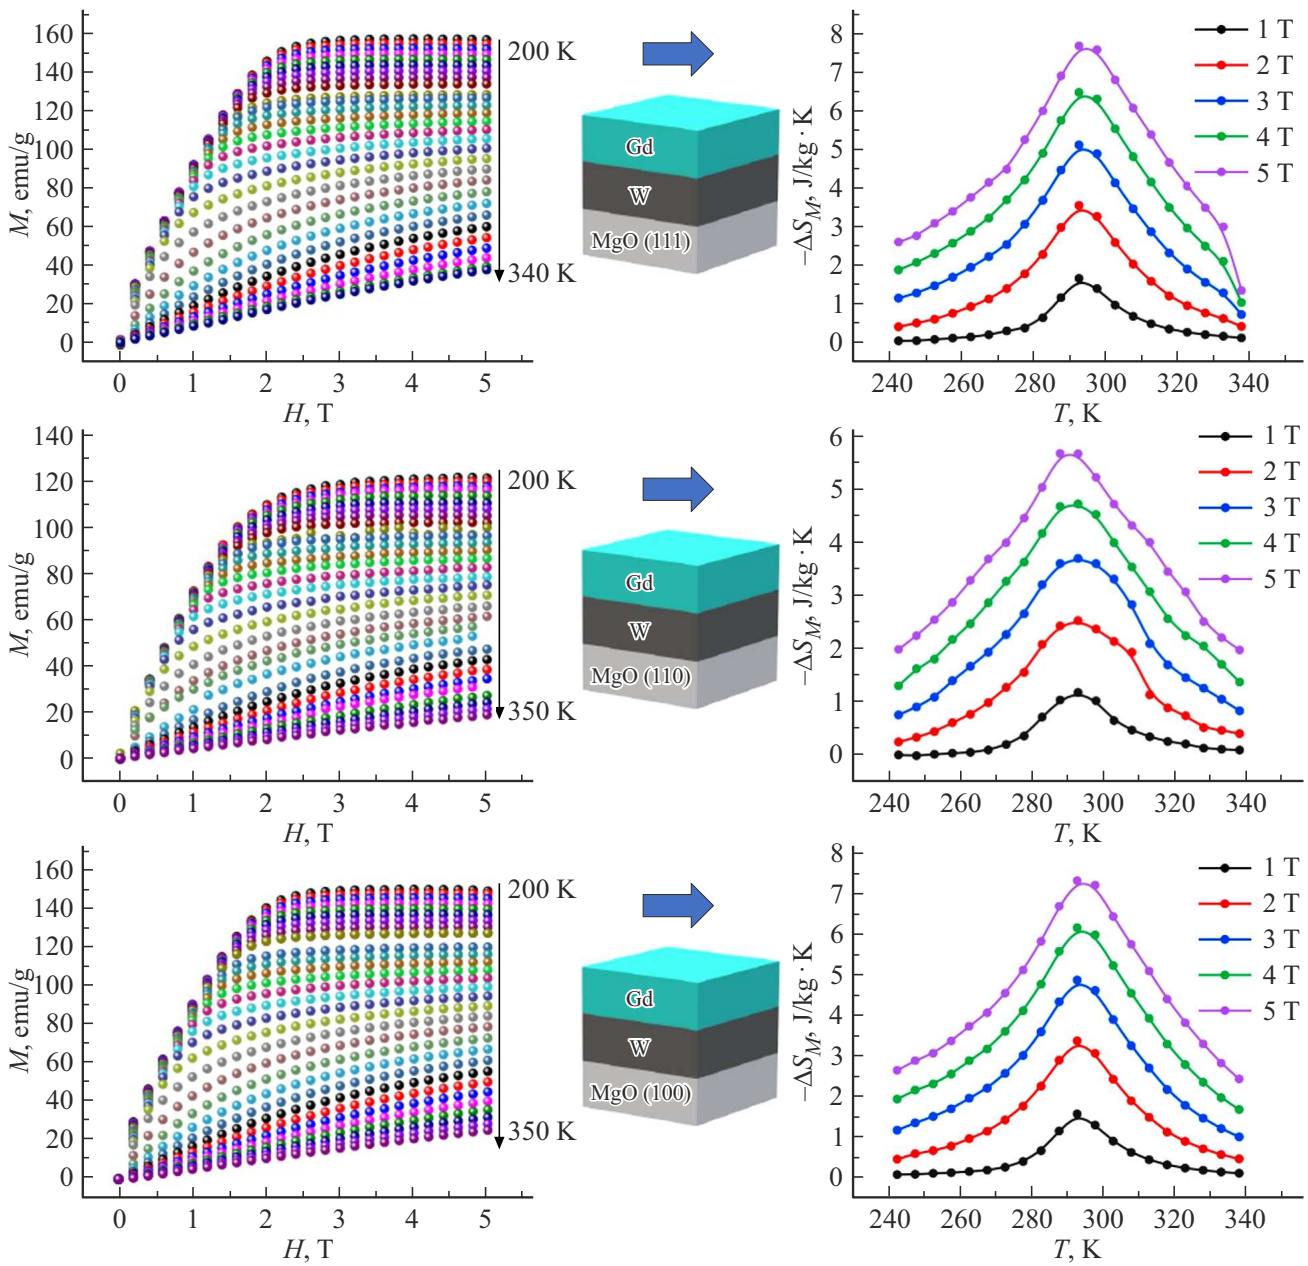 160
140
120
100
80
60
40
20
0
M, emu/g
0 1 2 3 4 5
H, T
200 K
340 K
Gd
W
MgO (111)
8
7
6
5
4
3
2
1
0
−ΔS_M, J/kg · K
240 260 280 300 320 340
T, K
1 T
2 T
3 T
4 T
5 T
140
120
100
80
60
40
20
0
M, emu/g
0 1 2 3 4 5
H, T
200 K
350 K
Gd
W
MgO (110)
6
5
4
3
2
1
0
−ΔS_M, J/kg · K
240 260 280 300 320 340
T, K
1 T
2 T
3 T
4 T
5 T
160
140
120
100
80
60
40
20
0
M, emu/g
0 1 2 3 4 5
H, T
200 K
350 K
Gd
W
MgO (100)
8
7
6
5
4
3
2
1
0
−ΔS_M, J/kg · K
240 260 280 300 320 340
T, K
1 T
2 T
3 T
4 T
5 T